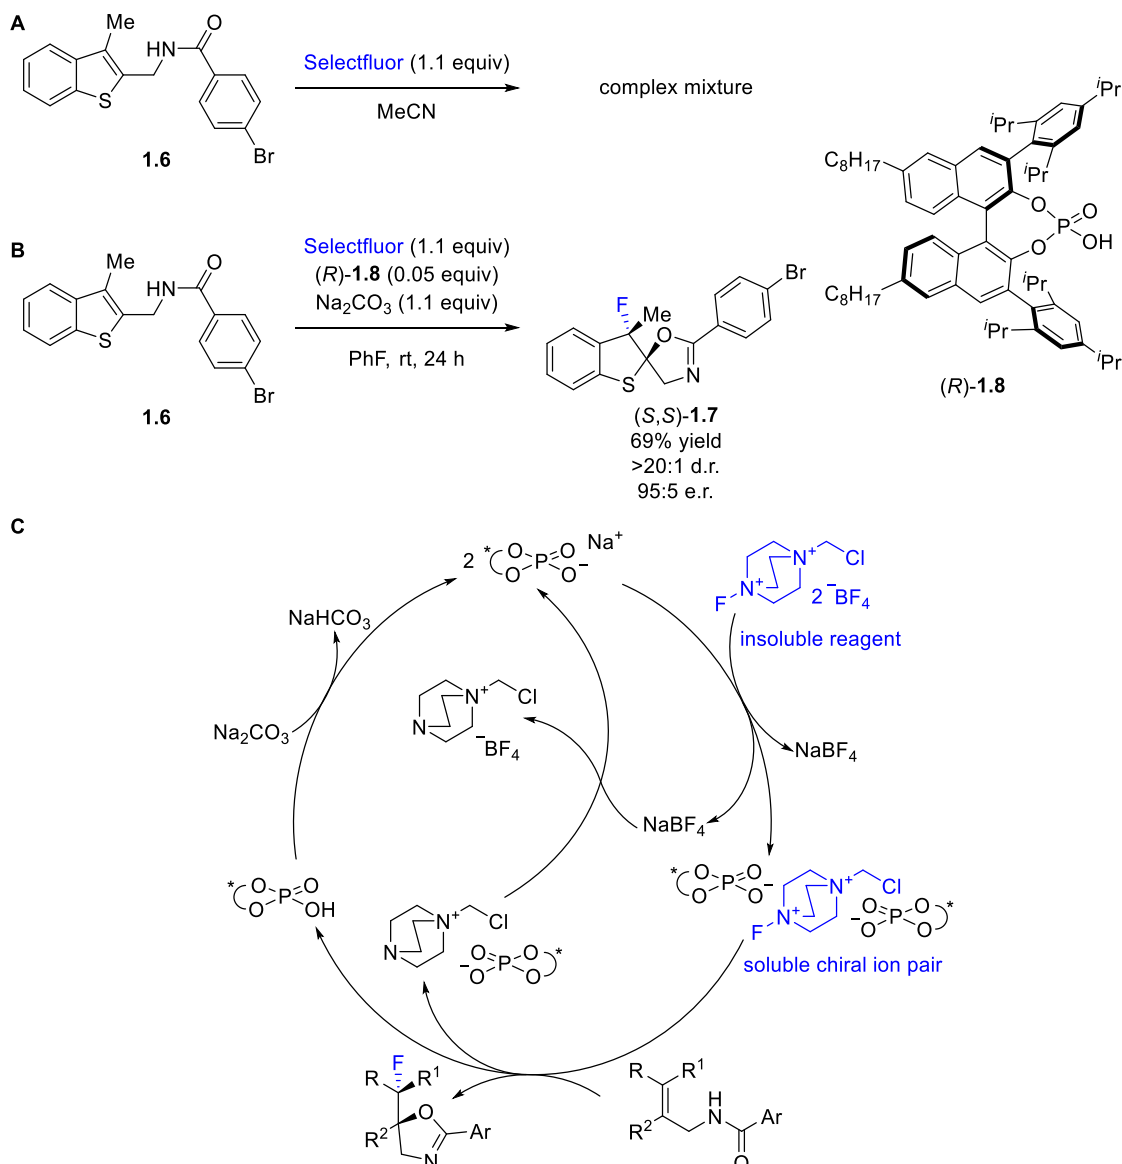 A
Me
HN
O
S
Br
1.6
Selectfluor (1.1 equiv)
MeCN
complex mixture
B
Me
HN
O
S
Br
1.6
Selectfluor (1.1 equiv)
(R)-1.8 (0.05 equiv)
Na2CO3 (1.1 equiv)
PhF, rt, 24 h
F
Me
O
N
S
Br
(S,S)-1.7
69% yield
>20:1 d.r.
95:5 e.r.
iPr
iPr
iPr
C8H17
O
O
P
O
OH
C8H17
iPr
iPr
iPr
(R)-1.8
C
2 * O O P O O− Na+
N+ Cl
F N+ 2 −BF4
insoluble reagent
NaHCO3
Na2CO3
N+ Cl
N
−BF4
NaBF4
NaBF4
* O O P O O−
N+ Cl
F N+
O −O P O O *
soluble chiral ion pair
* O O P O OH
N+ Cl
N
O −O P O O *
F
R R1
O
R2 Ar
N
R R1
H
N Ar
R2
O